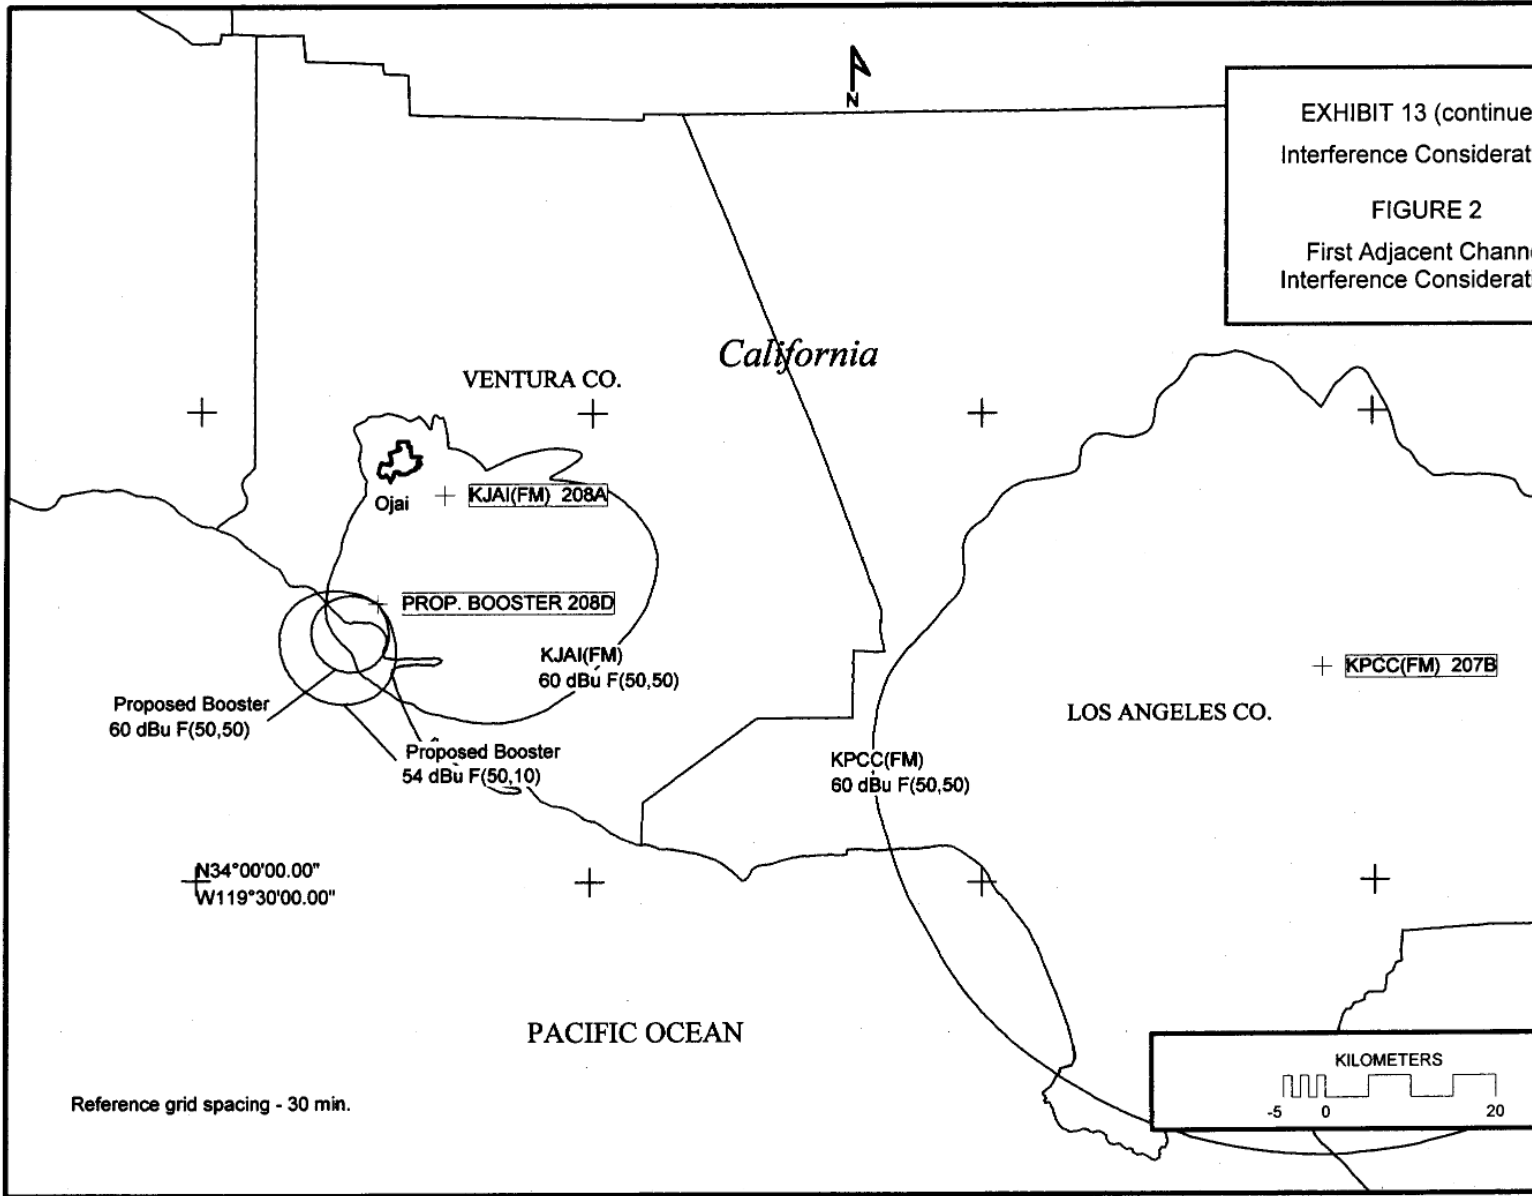 N
EXHIBIT 13 (continue
Interference Considerat
FIGURE 2
First Adjacent Chann
Interference Considerat
California
VENTURA CO.
Ojai
KJAI(FM) 208A
PROP. BOOSTER 208D
KJAI(FM)
60 dBu F(50,50)
KPCC(FM) 207B
Proposed Booster
60 dBu F(50,50)
LOS ANGELES CO.
Proposed Booster
54 dBu F(50,10)
KPCC(FM)
60 dBu F(50,50)
N34°00'00.00"
W119°30'00.00"
PACIFIC OCEAN
KILOMETERS
-5 0 20
Reference grid spacing - 30 min.